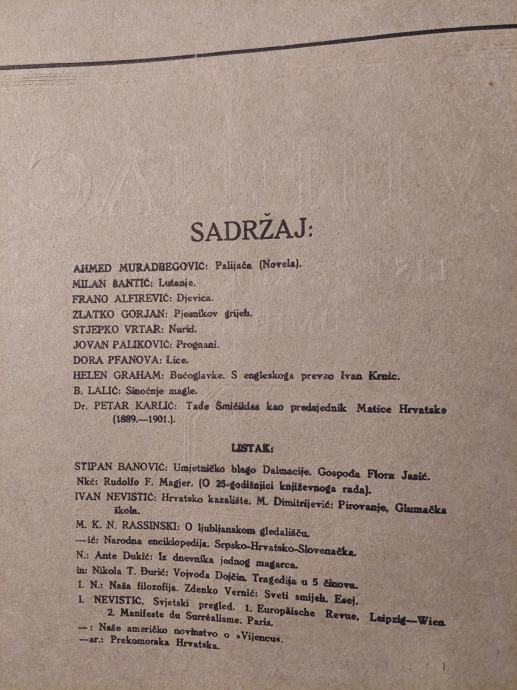 SADRŽAJ:
AHMED MURADBEGOVIĆ: Palijača (Novela).
MILAN ŠANTIĆ: Lutanje.
FRANO ALFIREVIĆ: Djevica.
ZLATKO GORJAN: Pjesnikov grijeh.
STJEPKO VRTAR: Nurid.
JOVAN PALIKOVIĆ: Prognani.
DORA PFANOVA: Lice.
HELEN GRAHAM: Bućoglavke. S engleskoga preveo Ivan Krnic.
B. LALIĆ: Sinoćnje magle.
Dr. PETAR KARLIĆ: Tade Smičiklas kao predsjednik Matice Hrvatske
(1889.—1901.).
LISTAK:
STIPAN BANOVIĆ: Umjetničko blago Dalmacije. Gospođa Flora Jasić.
Nkć: Rudolfo F. Magjer. (O 25-godišnjici književnoga rada).
IVAN NEVISTIĆ: Hrvatsko kazalište. M. Dimitrijević: Pirovanje, Glumačka
škola.
M. K. N. RASSINSKI: O ljubljanskom gledališču.
—ić: Narodna enciklopedija. Srpsko-Hrvatsko-Slovenačka.
N.: Ante Dukić: Iz dnevnika jednog magarca.
in: Nikola T. Đurić: Vojvoda Dojčin. Tragedija u 5 činova.
I. N.: Naša filozofija. Zdenko Vernić: Sveti smijeh. Esej.
I. NEVISTIĆ. Svjetski pregled. 1. Europäische Revue, Leipzig—Wien
2. Manifeste du Surréalisme. Paris.
—: Naše američko novinstvo o »Vijencu«.
—ar.: Prekomorska Hrvatska.